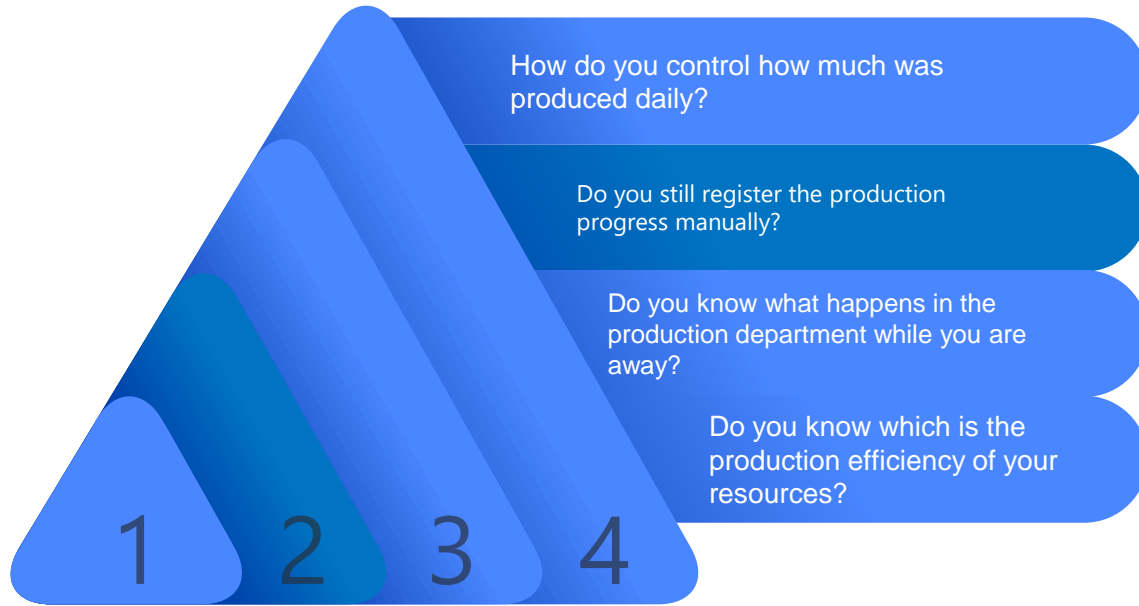 How do you control how much was
produced daily?
Do you still register the production
progress manually?
Do you know what happens in the
production department while you are
away?
Do you know which is the
production efficiency of your
resources?
1 2 3 4